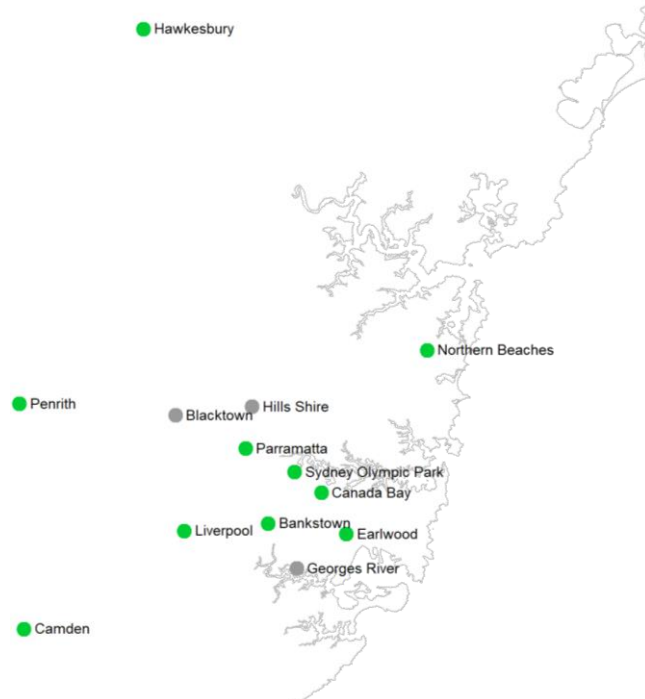 Hawkesbury
Northern Beaches
Penrith
Hills Shire
Blacktown
Parramatta
Sydney Olympic Park
Canada Bay
Bankstown
Liverpool
Earlwood
Georges River
Camden